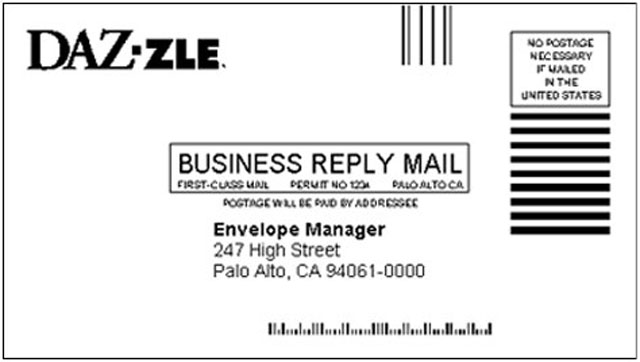 DAZ-ZLE.
NO POSTAGE
NECESSARY
IF MAILED
IN THE
UNITED STATES
BUSINESS REPLY MAIL
FIRST-CLASS MAIL PERMIT NO 1234 PALO ALTO CA
POSTAGE WILL BE PAID BY ADDRESSEE
Envelope Manager
247 High Street
Palo Alto, CA 94061-0000